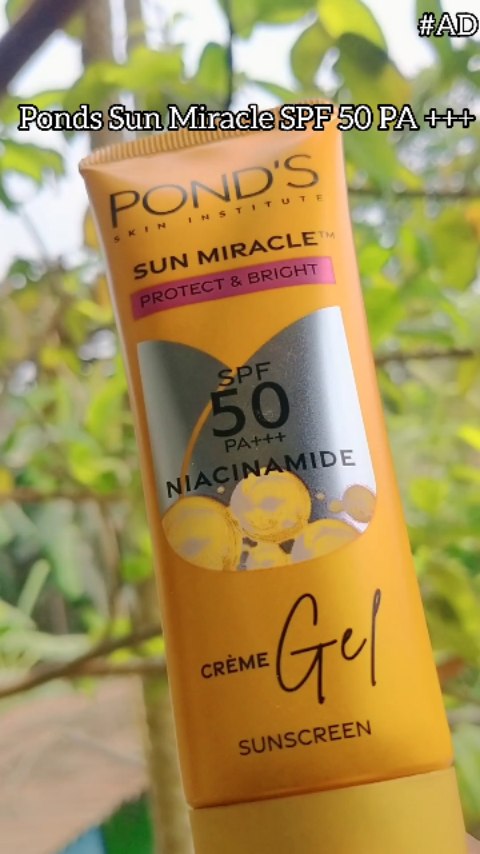 #AD
Ponds Sun Miracle SPF 50 PA +++
POND'S
SKIN INSTITUTE
SUN MIRACLE™
PROTECT & BRIGHT
SPF
50
PA+++
NIACINAMIDE
CRÈME Gel
SUNSCREEN